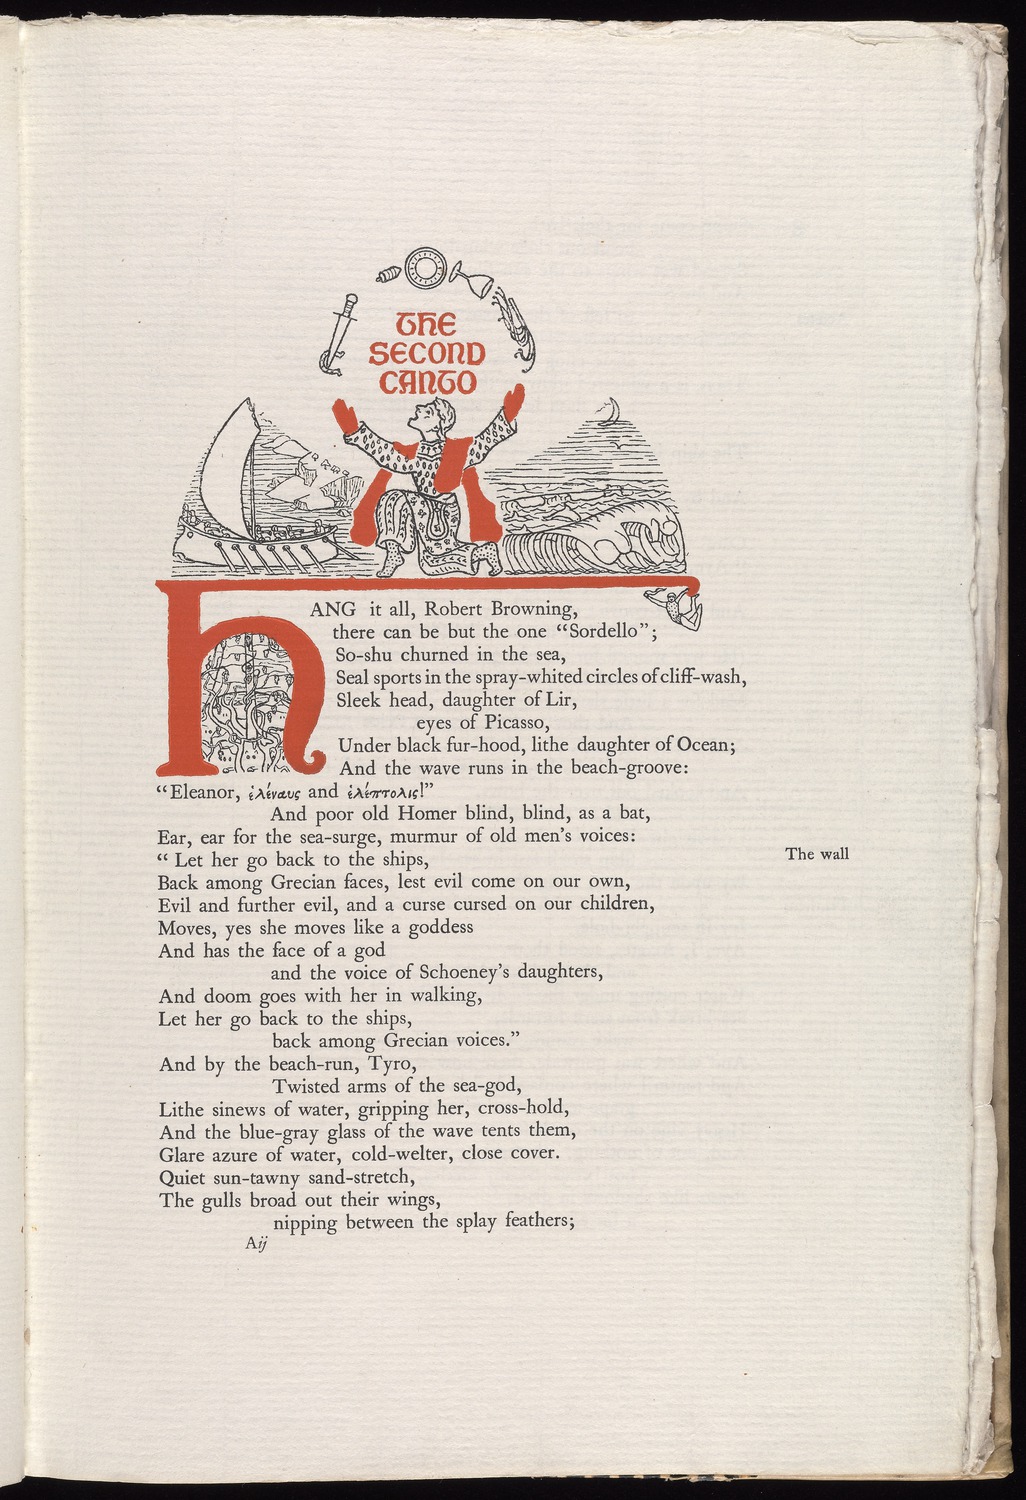 THE
SECOND
CANTO
HANG it all, Robert Browning,
there can be but the one “Sordello”;
So-shu churned in the sea,
Seal sports in the spray-whited circles of cliff-wash,
Sleek head, daughter of Lir,
eyes of Picasso,
Under black fur-hood, lithe daughter of Ocean;
And the wave runs in the beach-groove:
“Eleanor, ἑλέναυς and ἑλέπτολις!”
And poor old Homer blind, blind, as a bat,
Ear, ear for the sea-surge, murmur of old men’s voices:
“ Let her go back to the ships,
The wall
Back among Grecian faces, lest evil come on our own,
Evil and further evil, and a curse cursed on our children,
Moves, yes she moves like a goddess
And has the face of a god
and the voice of Schoeney’s daughters,
And doom goes with her in walking,
Let her go back to the ships,
back among Grecian voices.”
And by the beach-run, Tyro,
Twisted arms of the sea-god,
Lithe sinews of water, gripping her, cross-hold,
And the blue-gray glass of the wave tents them,
Glare azure of water, cold-welter, close cover.
Quiet sun-tawny sand-stretch,
The gulls broad out their wings,
nipping between the splay feathers;
Aij